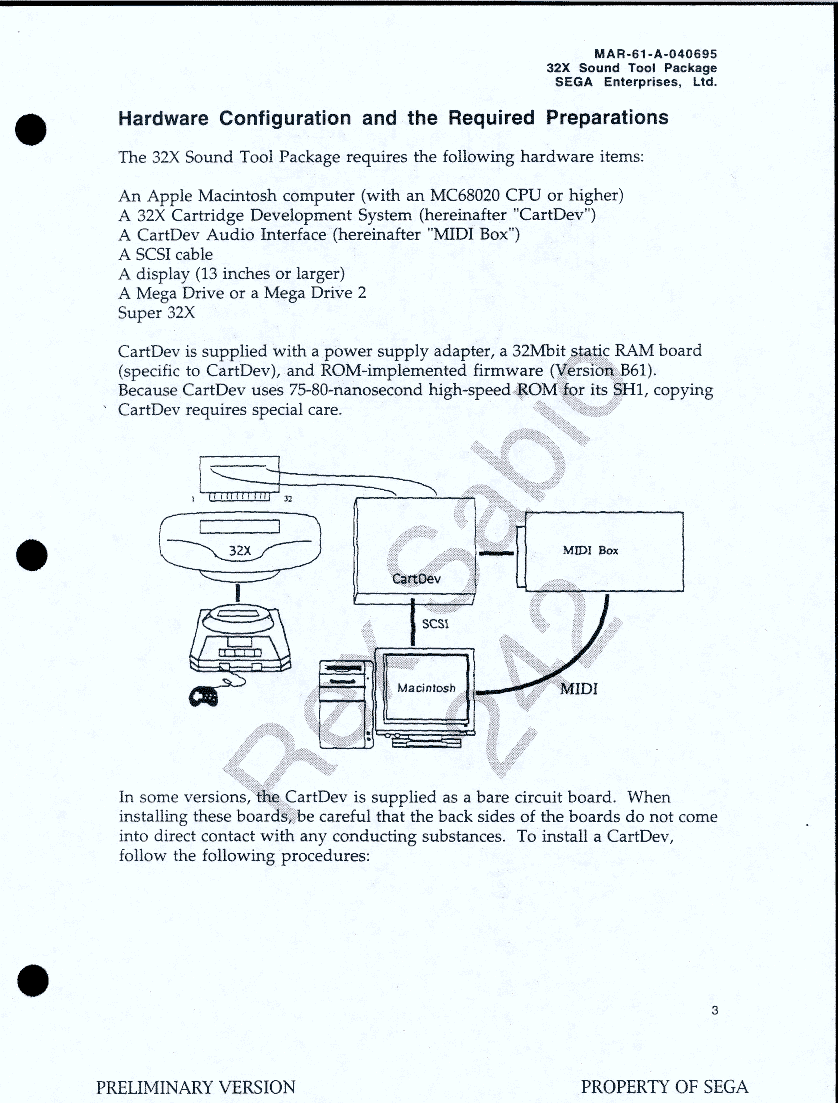 MAR-61-A-040695
32X Sound Tool Package
SEGA Enterprises, Ltd.
Hardware Configuration and the Required Preparations
The 32X Sound Tool Package requires the following hardware items:
An Apple Macintosh computer (with an MC68020 CPU or higher)
A 32X Cartridge Development System (hereinafter "CartDev")
A CartDev Audio Interface (hereinafter "MIDI Box")
A SCSI cable
A display (13 inches or larger)
A Mega Drive or a Mega Drive 2
Super 32X
CartDev is supplied with a power supply adapter, a 32Mbit static RAM board
(specific to CartDev), and ROM-implemented firmware (Version B61).
Because CartDev uses 75-80-nanosecond high-speed ROM for its SH1, copying
CartDev requires special care.
1 32
32X
CartDev
MIDI Box
SCS1
Macintosh
MIDI
Rex Sabio
242
In some versions, the CartDev is supplied as a bare circuit board. When
installing these boards, be careful that the back sides of the boards do not come
into direct contact with any conducting substances. To install a CartDev,
follow the following procedures:
3
PRELIMINARY VERSION
PROPERTY OF SEGA